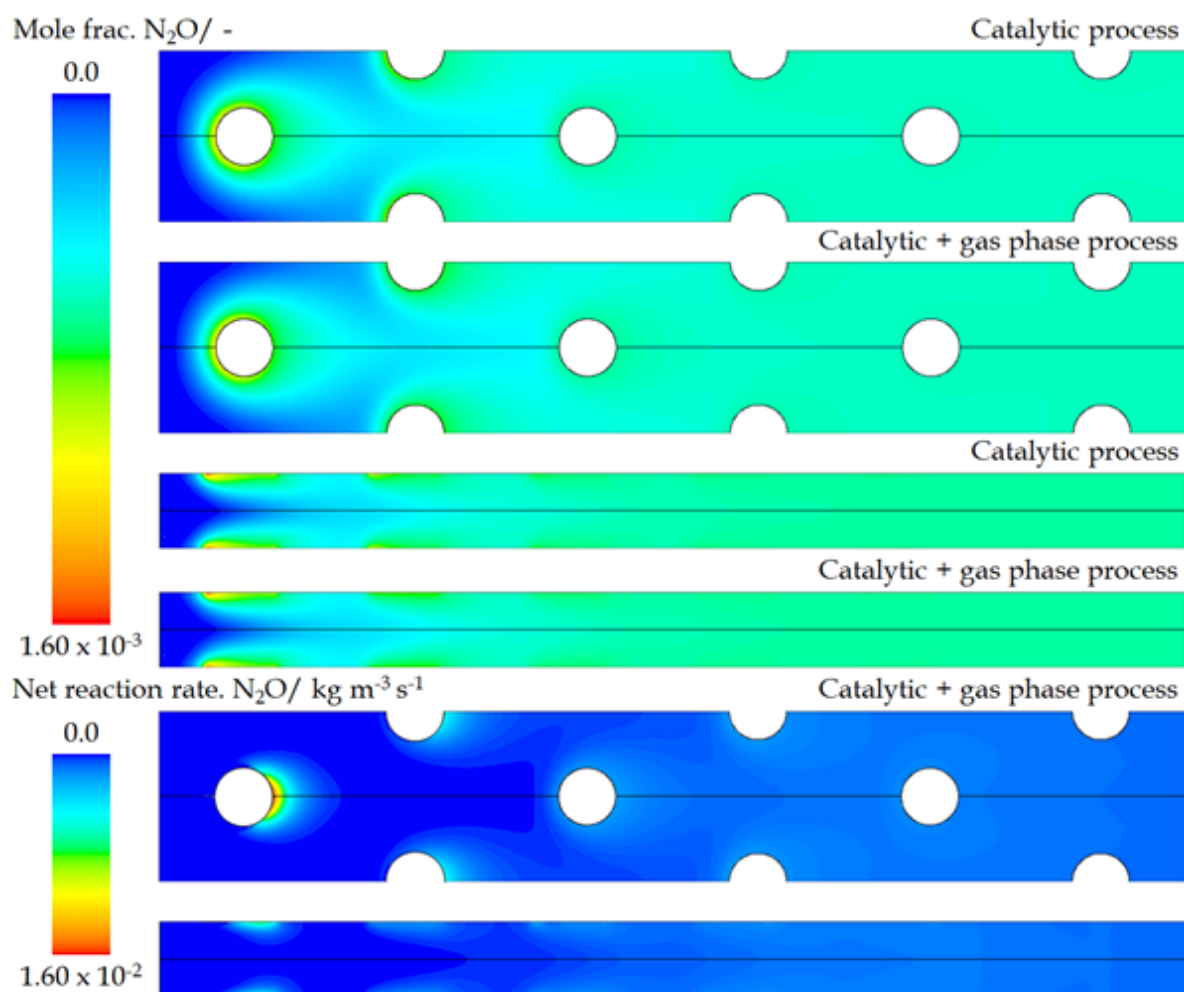 Mole frac. N₂O/ -
Catalytic process
0.0
Catalytic + gas phase process
Catalytic process
Catalytic + gas phase process
1.60 x 10⁻³
Net reaction rate. N₂O/ kg m⁻³ s⁻¹
Catalytic + gas phase process
0.0
1.60 x 10⁻²